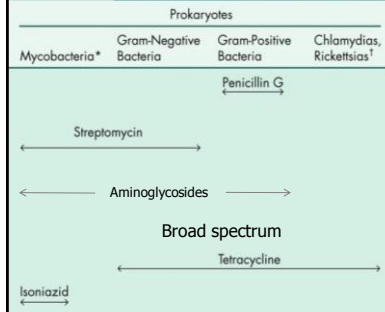 Prokaryotes
Mycobacteria*
Gram-Negative
Bacteria
Gram-Positive
Bacteria
Chlamydias,
Rickettsias†
Penicillin G
Streptomycin
Aminoglycosides
Broad spectrum
Tetracycline
Isoniazid